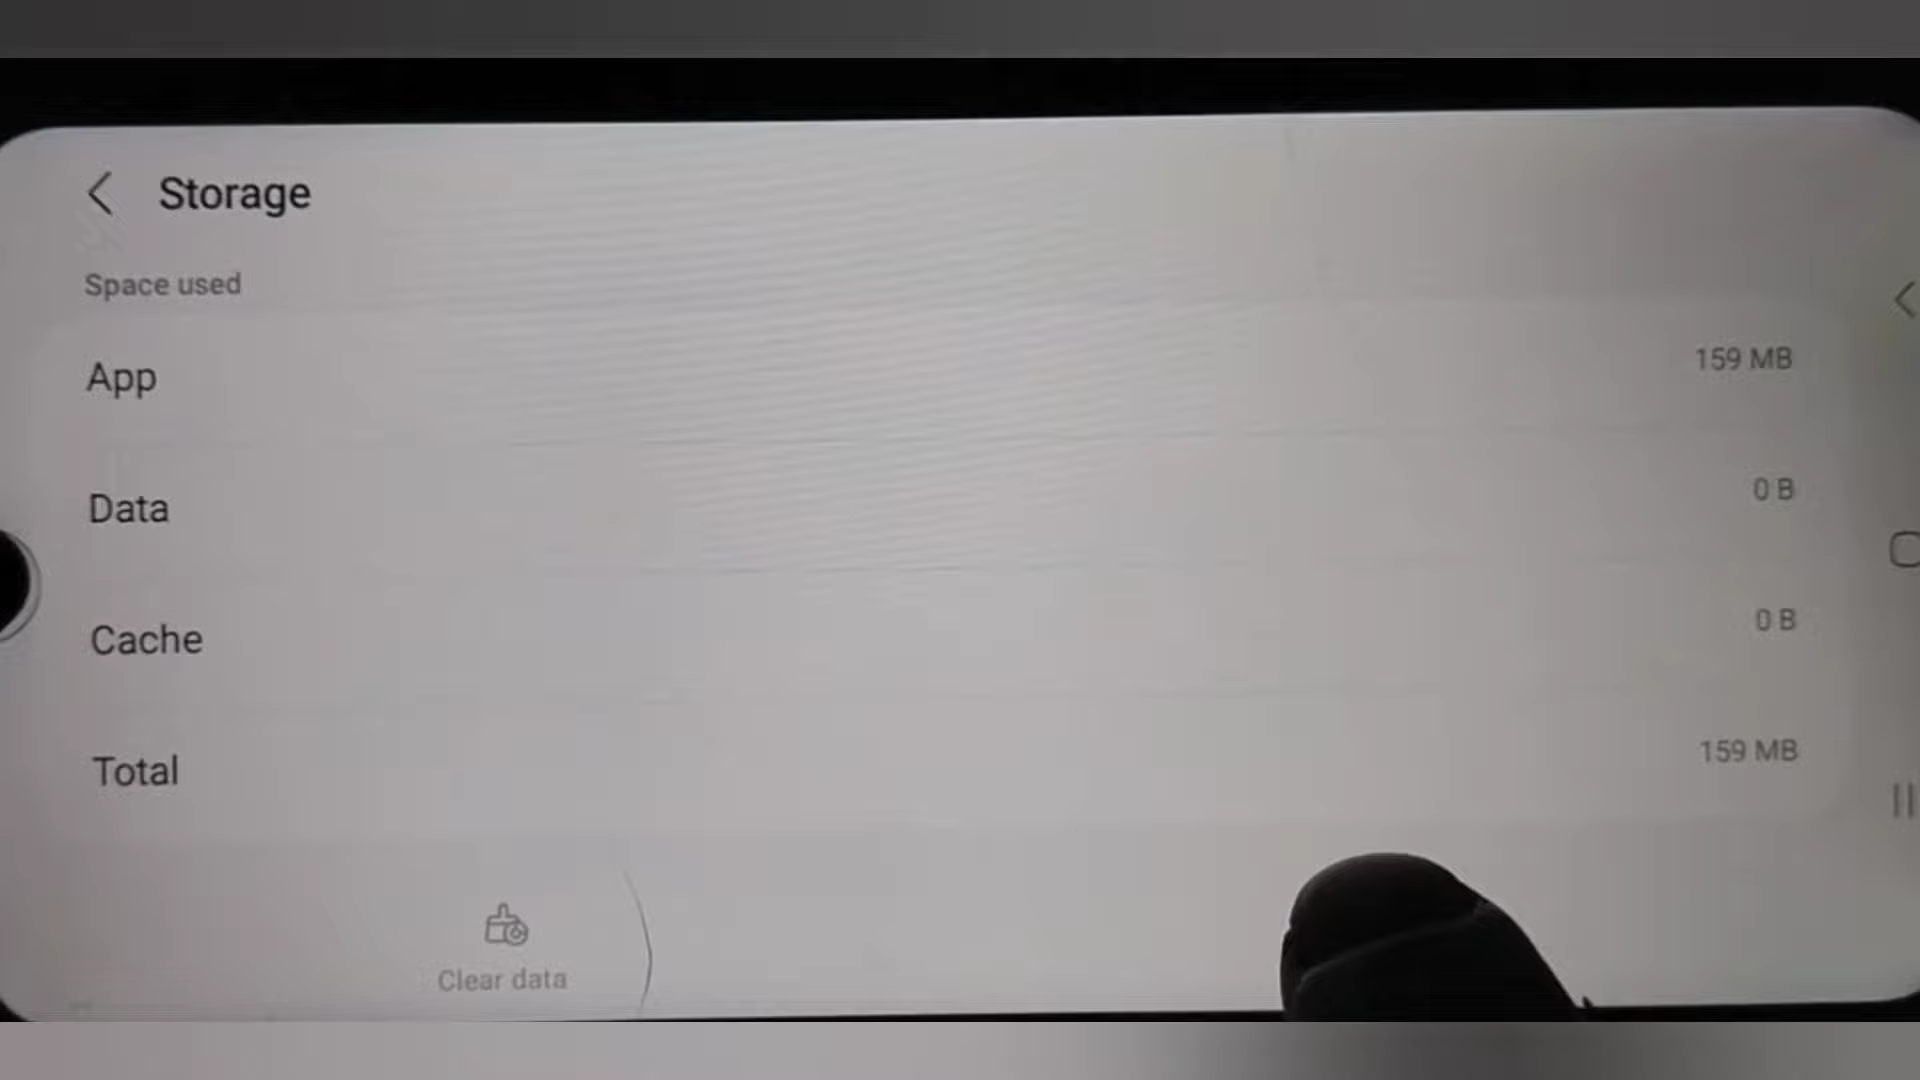 Storage
Space used
App
159 MB
Data
0 B
Cache
0 B
Total
159 MB
Clear data